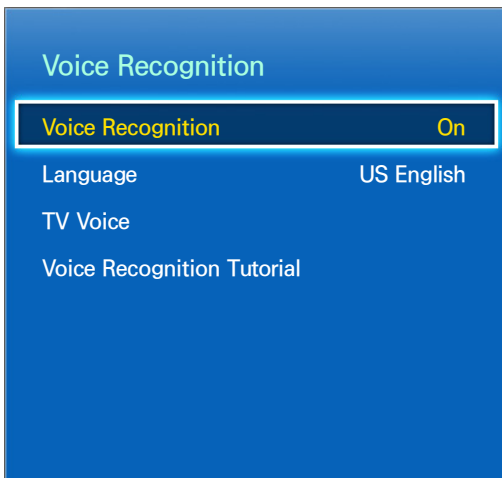 Voice Recognition
Voice Recognition On
Language US English
TV Voice
Voice Recognition Tutorial